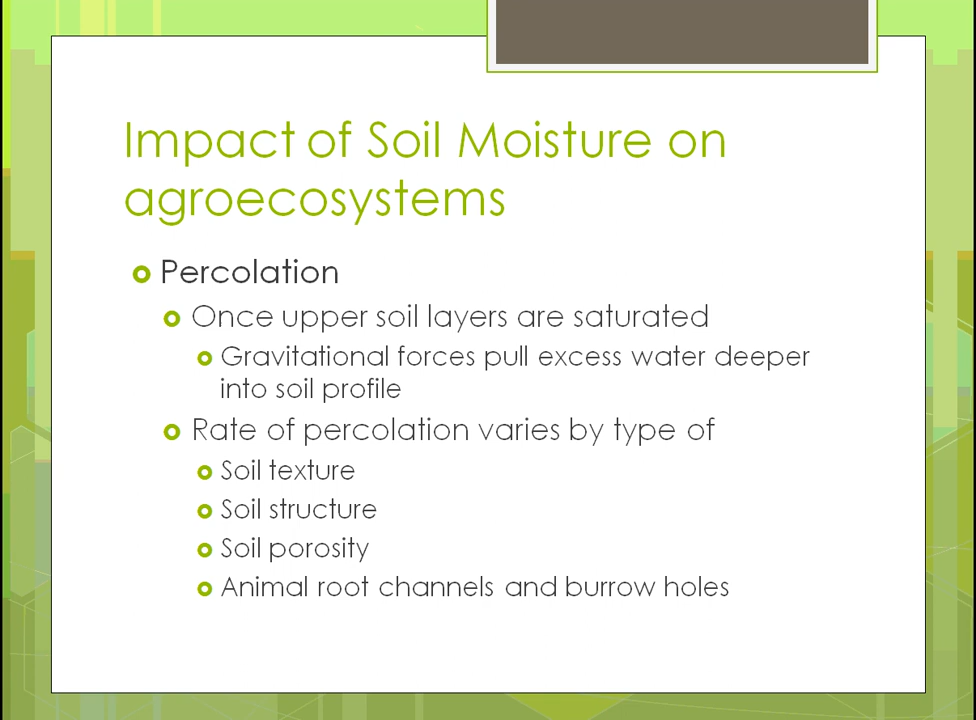 Impact of Soil Moisture on
agroecosystems
Percolation
Once upper soil layers are saturated
Gravitational forces pull excess water deeper
into soil profile
Rate of percolation varies by type of
Soil texture
Soil structure
Soil porosity
Animal root channels and burrow holes